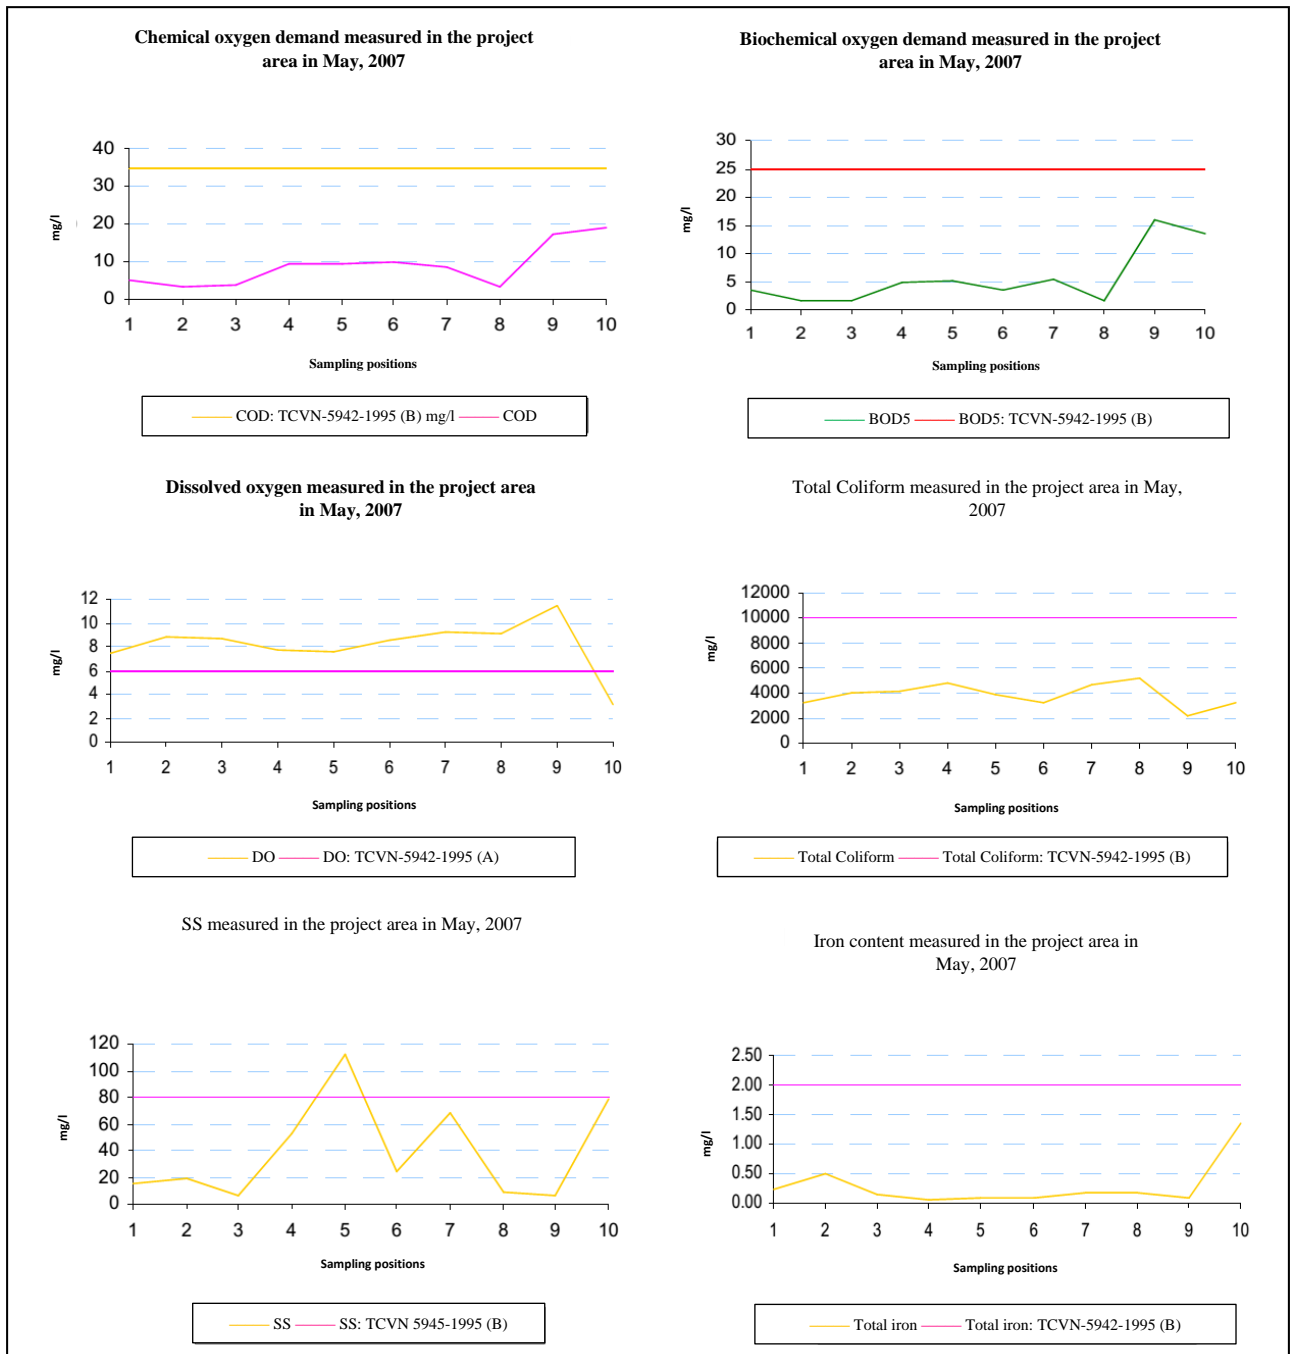 Chemical oxygen demand measured in the project
area in May, 2007
40
30
20
10
0
mg/l
1 2 3 4 5 6 7 8 9 10
Sampling positions
COD: TCVN-5942-1995 (B) mg/l COD
Biochemical oxygen demand measured in the project
area in May, 2007
30
25
20
15
10
5
0
mg/l
1 2 3 4 5 6 7 8 9 10
Sampling positions
BOD5 BOD5: TCVN-5942-1995 (B)
Dissolved oxygen measured in the project area
in May, 2007
12
10
8
6
4
2
0
mg/l
1 2 3 4 5 6 7 8 9 10
Sampling positions
DO DO: TCVN-5942-1995 (A)
Total Coliform measured in the project area in May,
2007
12000
10000
8000
6000
4000
2000
0
mg/l
1 2 3 4 5 6 7 8 9 10
Sampling positions
Total Coliform Total Coliform: TCVN-5942-1995 (B)
SS measured in the project area in May, 2007
120
100
80
60
40
20
0
mg/l
1 2 3 4 5 6 7 8 9 10
Sampling positions
SS SS: TCVN 5945-1995 (B)
Iron content measured in the project area in
May, 2007
2.50
2.00
1.50
1.00
0.50
0.00
mg/l
1 2 3 4 5 6 7 8 9 10
Sampling positions
Total iron Total iron: TCVN-5942-1995 (B)